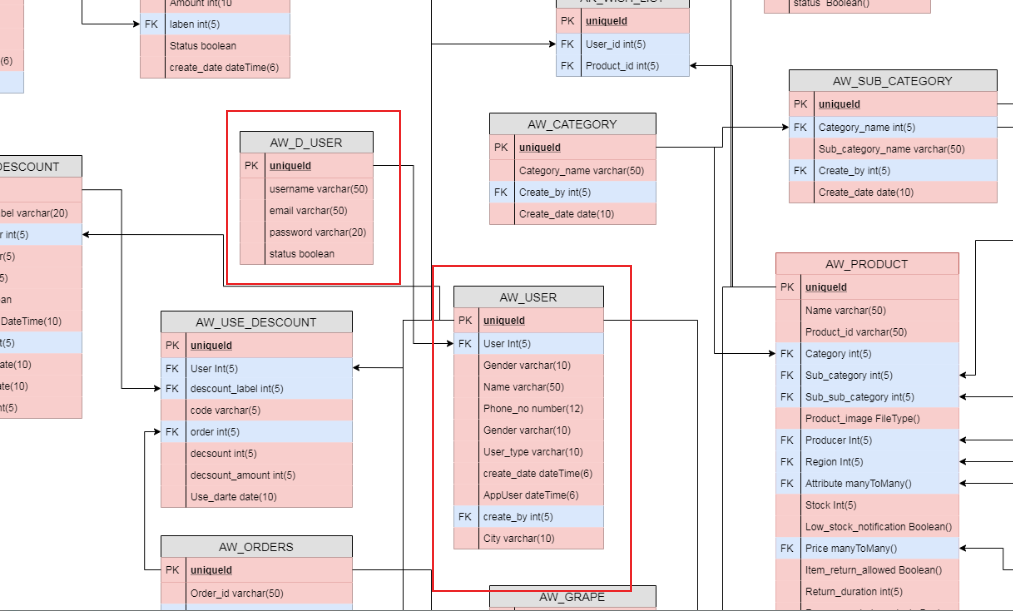 Amount int(10
FK laben int(5)
Status boolean
create_date dateTime(6)
(6)
AR_WISH_LIST
PK uniqueId
FK User_id int(5)
FK Product_id int(5)
status Boolean()
AW_SUB_CATEGORY
PK uniqueId
FK Category_name int(5)
Sub_category_name varchar(50)
FK Create_by int(5)
Create_date date(10)
AW_CATEGORY
PK uniqueId
Category_name varchar(50)
FK Create_by int(5)
Create_date date(10)
AW_D_USER
PK uniqueId
username varchar(50)
email varchar(50)
password varchar(20)
status boolean
DESCOUNT
bel varchar(20)
r int(5)
r(5)
5)
an
DateTime(10)
t(5)
ate(10)
te(10)
nt(5)
AW_USER
PK uniqueId
FK User Int(5)
Gender varchar(10)
Name varchar(50)
Phone_no number(12)
Gender varchar(10)
User_type varchar(10)
create_date dateTime(6)
AppUser dateTime(6)
FK create_by int(5)
City varchar(10)
AW_USE_DESCOUNT
PK uniqueId
FK User Int(5)
FK descount_label int(5)
code varchar(5)
FK order int(5)
decsount int(5)
decsount_amount int(5)
Use_darte date(10)
AW_PRODUCT
PK uniqueId
Name varchar(50)
Product_id varchar(50)
FK Category int(5)
FK Sub_category int(5)
FK Sub_sub_category int(5)
Product_image FileType()
FK Producer Int(5)
FK Region Int(5)
FK Attribute manyToMany()
Stock Int(5)
Low_stock_notification Boolean()
FK Price manyToMany()
Item_return_allowed Boolean()
Return_duration int(5)
AW_ORDERS
PK uniqueId
Order_id varchar(50)
AW_GRAPE